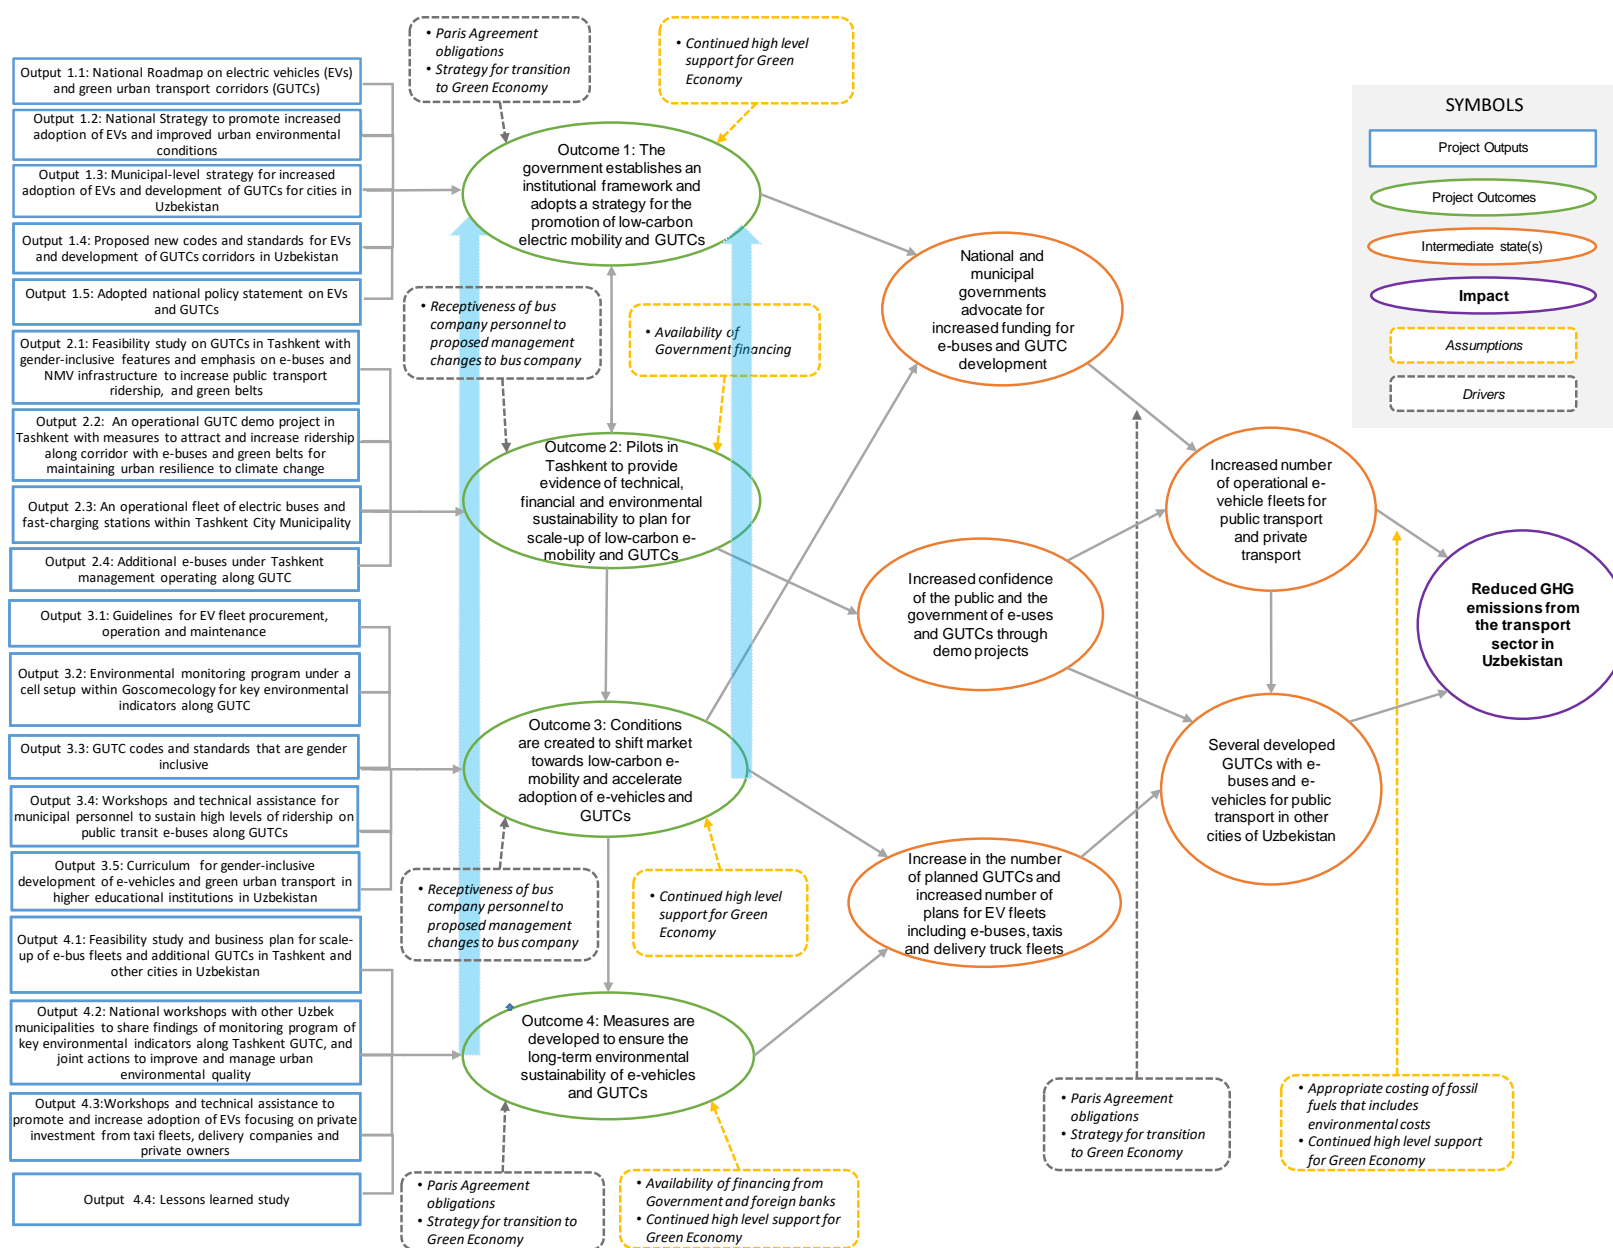 Output 1.1: National Roadmap on electric vehicles (EVs)
and green urban transport corridors (GUTCs)
Output 1.2: National Strategy to promote increased
adoption of EVs and improved urban environmental
conditions
Output 1.3: Municipal-level strategy for increased
adoption of EVs and development of GUTCs for cities in
Uzbekistan
Output 1.4: Proposed new codes and standards for EVs
and development of GUTCs corridors in Uzbekistan
Output 1.5: Adopted national policy statement on EVs
and GUTCs
Output 2.1: Feasibility study on GUTCs in Tashkent with
gender-inclusive features and emphasis on e-buses and
NMV infrastructure to increase public transport
ridership, and green belts
Output 2.2: An operational GUTC demo project in
Tashkent with measures to attract and increase ridership
along corridor with e-buses and green belts for
maintaining urban resilience to climate change
Output 2.3: An operational fleet of electric buses and
fast-charging stations within Tashkent City Municipality
Output 2.4: Additional e-buses under Tashkent
management operating along GUTC
Output 3.1: Guidelines for EV fleet procurement,
operation and maintenance
Output 3.2: Environmental monitoring program under a
cell setup within Goscomecology for key environmental
indicators along GUTC
Output 3.3: GUTC codes and standards that are gender
inclusive
Output 3.4: Workshops and technical assistance for
municipal personnel to sustain high levels of ridership on
public transit e-buses along GUTCs
Output 3.5: Curriculum for gender-inclusive
development of e-vehicles and green urban transport in
higher educational institutions in Uzbekistan
Output 4.1: Feasibility study and business plan for scale-
up of e-bus fleets and additional GUTCs in Tashkent and
other cities in Uzbekistan
Output 4.2: National workshops with other Uzbek
municipalities to share findings of monitoring program of
key environmental indicators along Tashkent GUTC, and
joint actions to improve and manage urban
environmental quality
Output 4.3:Workshops and technical assistance to
promote and increase adoption of EVs focusing on private
investment from taxi fleets, delivery companies and
private owners
Output 4.4: Lessons learned study
• Paris Agreement
obligations
• Strategy for transition
to Green Economy
• Continued high level
support for Green
Economy
Outcome 1: The
government establishes an
institutional framework and
adopts a strategy for the
promotion of low-carbon
electric mobility and GUTCs
• Receptiveness of bus
company personnel to
proposed management
changes to bus company
• Availability of
Government financing
Outcome 2: Pilots in
Tashkent to provide
evidence of technical,
financial and environmental
sustainability to plan for
scale-up of low-carbon e-
mobility and GUTCs
Outcome 3: Conditions
are created to shift market
towards low-carbon e-
mobility and accelerate
adoption of e-vehicles and
GUTCs
• Receptiveness of bus
company personnel to
proposed management
changes to bus company
• Continued high level
support for Green
Economy
Outcome 4: Measures are
developed to ensure the
long-term environmental
sustainability of e-vehicles
and GUTCs
• Paris Agreement
obligations
• Strategy for transition to
Green Economy
• Availability of financing from
Government and foreign banks
• Continued high level support for
Green Economy
National and
municipal
governments
advocate for
increased funding for
e-buses and GUTC
development
Increased confidence
of the public and the
government of e-uses
and GUTCs through
demo projects
Increase in the number
of planned GUTCs and
increased number of
plans for EV fleets
including e-buses, taxis
and delivery truck fleets
Increased number
of operational e-
vehicle fleets for
public transport
and private
transport
Several developed
GUTCs with e-
buses and e-
vehicles for public
transport in other
cities of Uzbekistan
• Paris Agreement
obligations
• Strategy for transition
to Green Economy
• Appropriate costing of fossil
fuels that includes
environmental costs
• Continued high level support
for Green Economy
Reduced GHG
emissions from
the transport
sector in
Uzbekistan
SYMBOLS
Project Outputs
Project Outcomes
Intermediate state(s)
Impact
Assumptions
Drivers